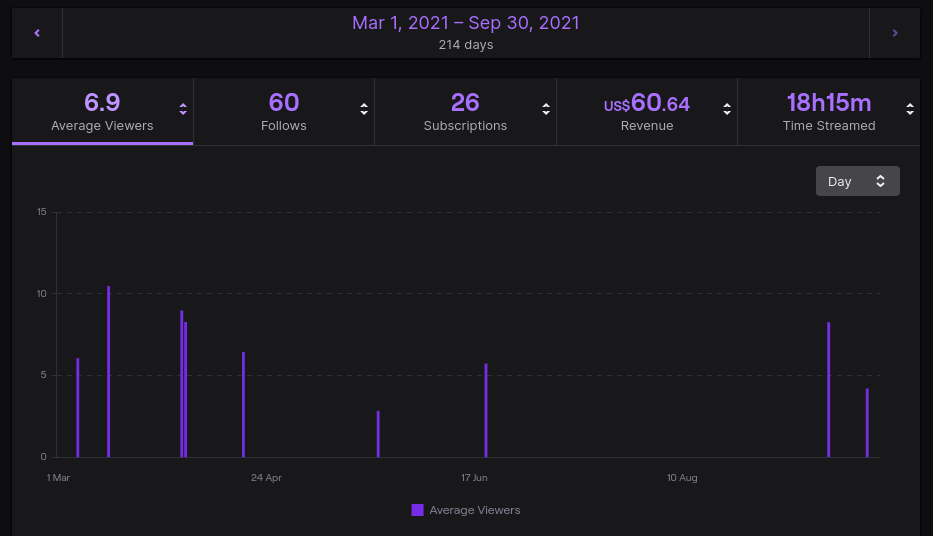 Mar 1, 2021 – Sep 30, 2021
214 days
6.9
Average Viewers
60
Follows
26
Subscriptions
US$60.64
Revenue
18h15m
Time Streamed
Day
15
10
5
0
1 Mar
24 Apr
17 Jun
10 Aug
Average Viewers